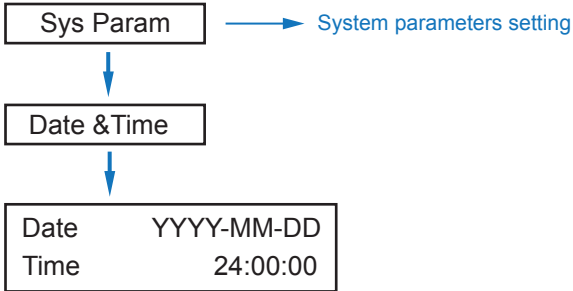 Sys Param
System parameters setting
Date &Time
Date YYYY-MM-DD
Time 24:00:00